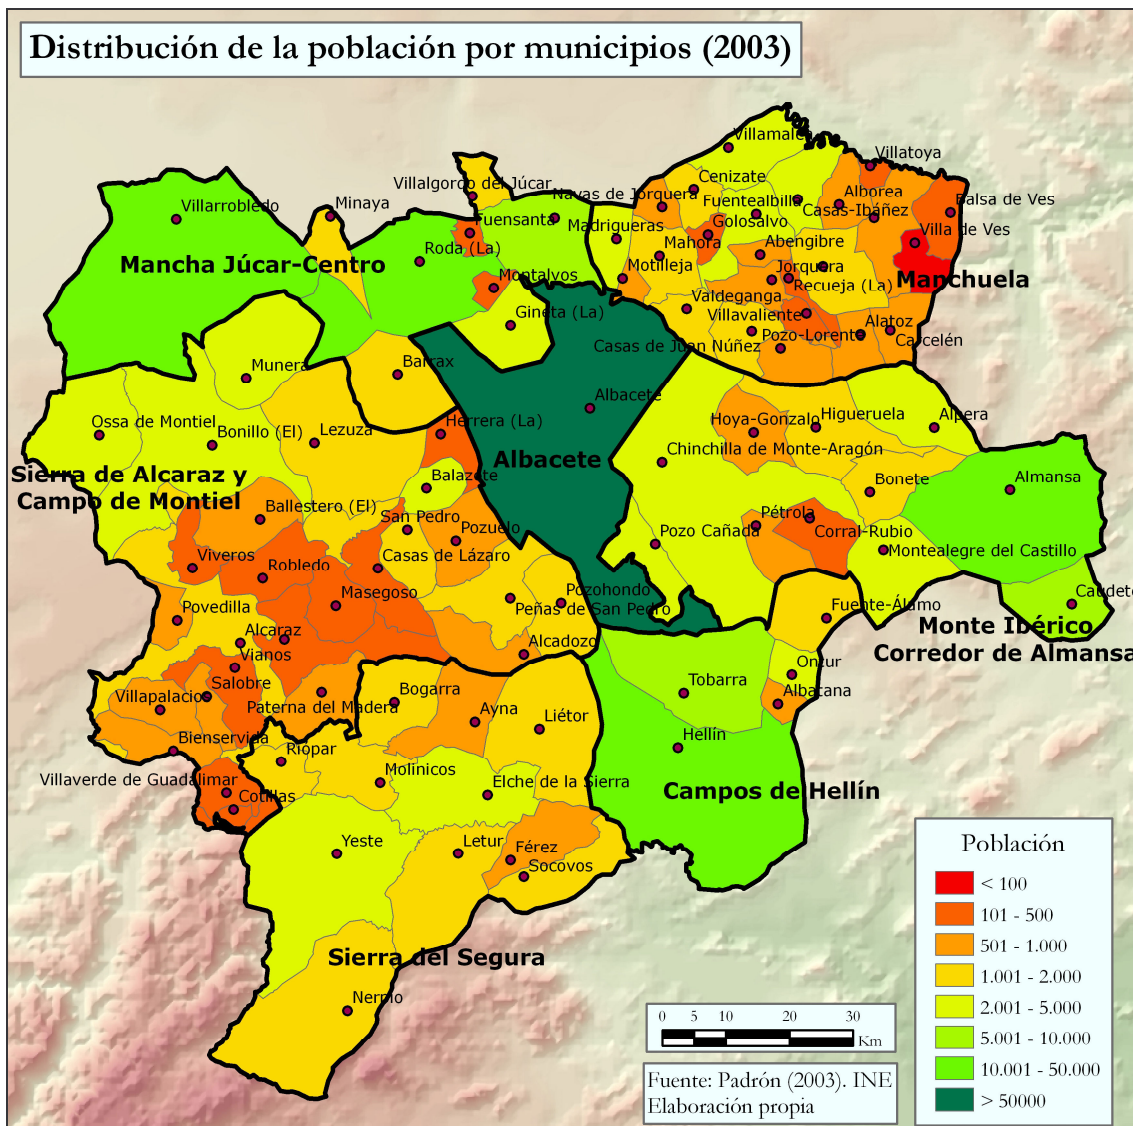 Distribución de la población por municipios (2003)
Villamalea
Villatoya
Cenizate
Villalgordo del Júcar
Navas de Jorquera
Alborea
Balsa de Ves
Villarrobledo
Minaya
Fuentealbilla
Casas-Ibáñez
Fuensanta
Madrigueras
Golosalvo
Villa de Ves
Roda (La)
Mahora
Abengibre
Mancha Júcar-Centro
Motilleja
Jorquera
Manchuela
Montalvos
Recueja (La)
Valdeganga
Gineta (La)
Villavaliente
Alatoz
Pozo-Lorente
Carcelén
Casas de Juan Núñez
Munera
Barrax
Albacete
Ossa de Montiel
Bonillo (El)
Lezuza
Herrera (La)
Hoya-Gonzalo
Higueruela
Alpera
Chinchilla de Monte-Aragón
Albacete
Sierra de Alcaraz y
Campo de Montiel
Balazote
Bonete
Almansa
Ballestero (El)
San Pedro
Pozuelo
Pétrola
Pozo Cañada
Corral-Rubio
Viveros
Robledo
Casas de Lázaro
Montealegre del Castillo
Masegoso
Pozohondo
Peñas de San Pedro
Povedilla
Fuente-Álamo
Caudete
Alcaraz
Alcadozo
Monte Ibérico
Corredor de Almansa
Vianos
Ontur
Salobre
Bogarra
Tobarra
Albatana
Villapalacios
Paterna del Madera
Ayna
Liétor
Bienservida
Riópar
Hellín
Villaverde de Guadalimar
Molinicos
Elche de la Sierra
Campos de Hellín
Cotillas
Yeste
Letur
Férez
Socovos
Sierra del Segura
Nerpio
Población
< 100
101 - 500
501 - 1.000
1.001 - 2.000
2.001 - 5.000
5.001 - 10.000
10.001 - 50.000
> 50000
0 5 10 20 30
Km
Fuente: Padrón (2003). INE
Elaboración propia